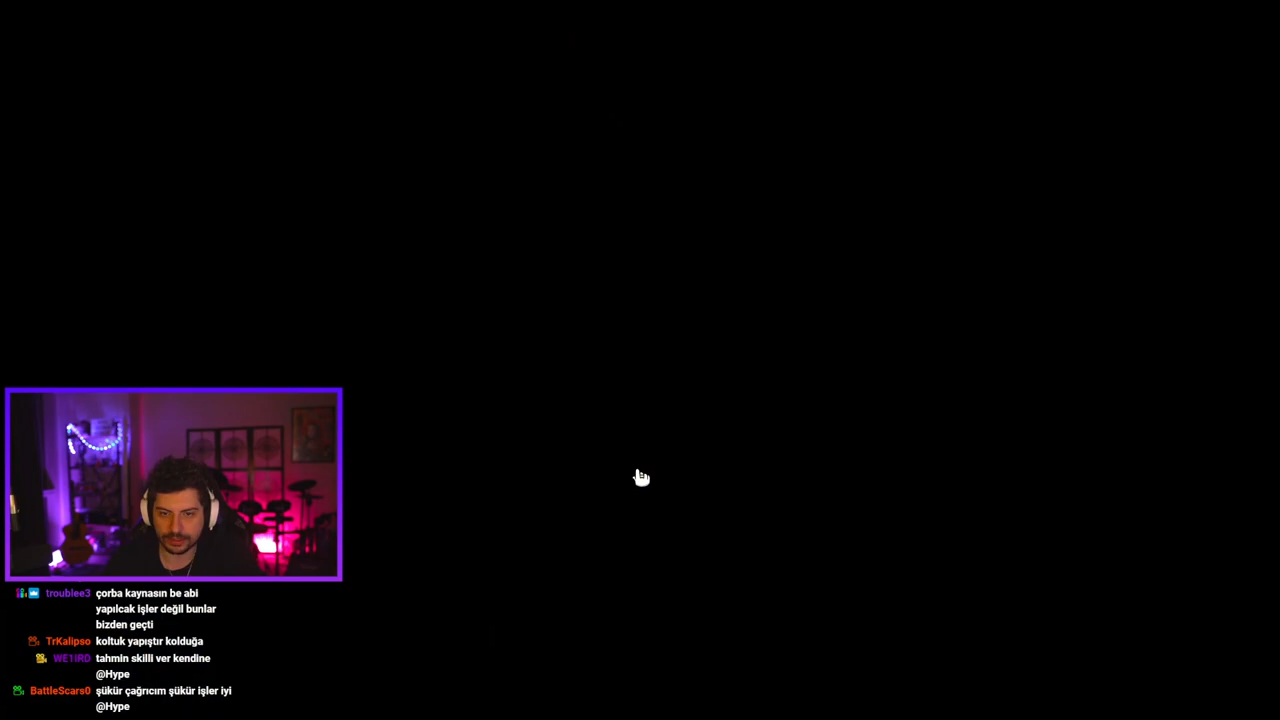 troublee3 çorba kaynasın be abi
yapılcak işler değil bunlar
bizden geçti
TrKalipso koltuk yapıştır kolduğa
WE1IRD tahmin skilli ver kendine
@Hype
BattleScars0 şükür çağrıcım şükür işler iyi
@Hype